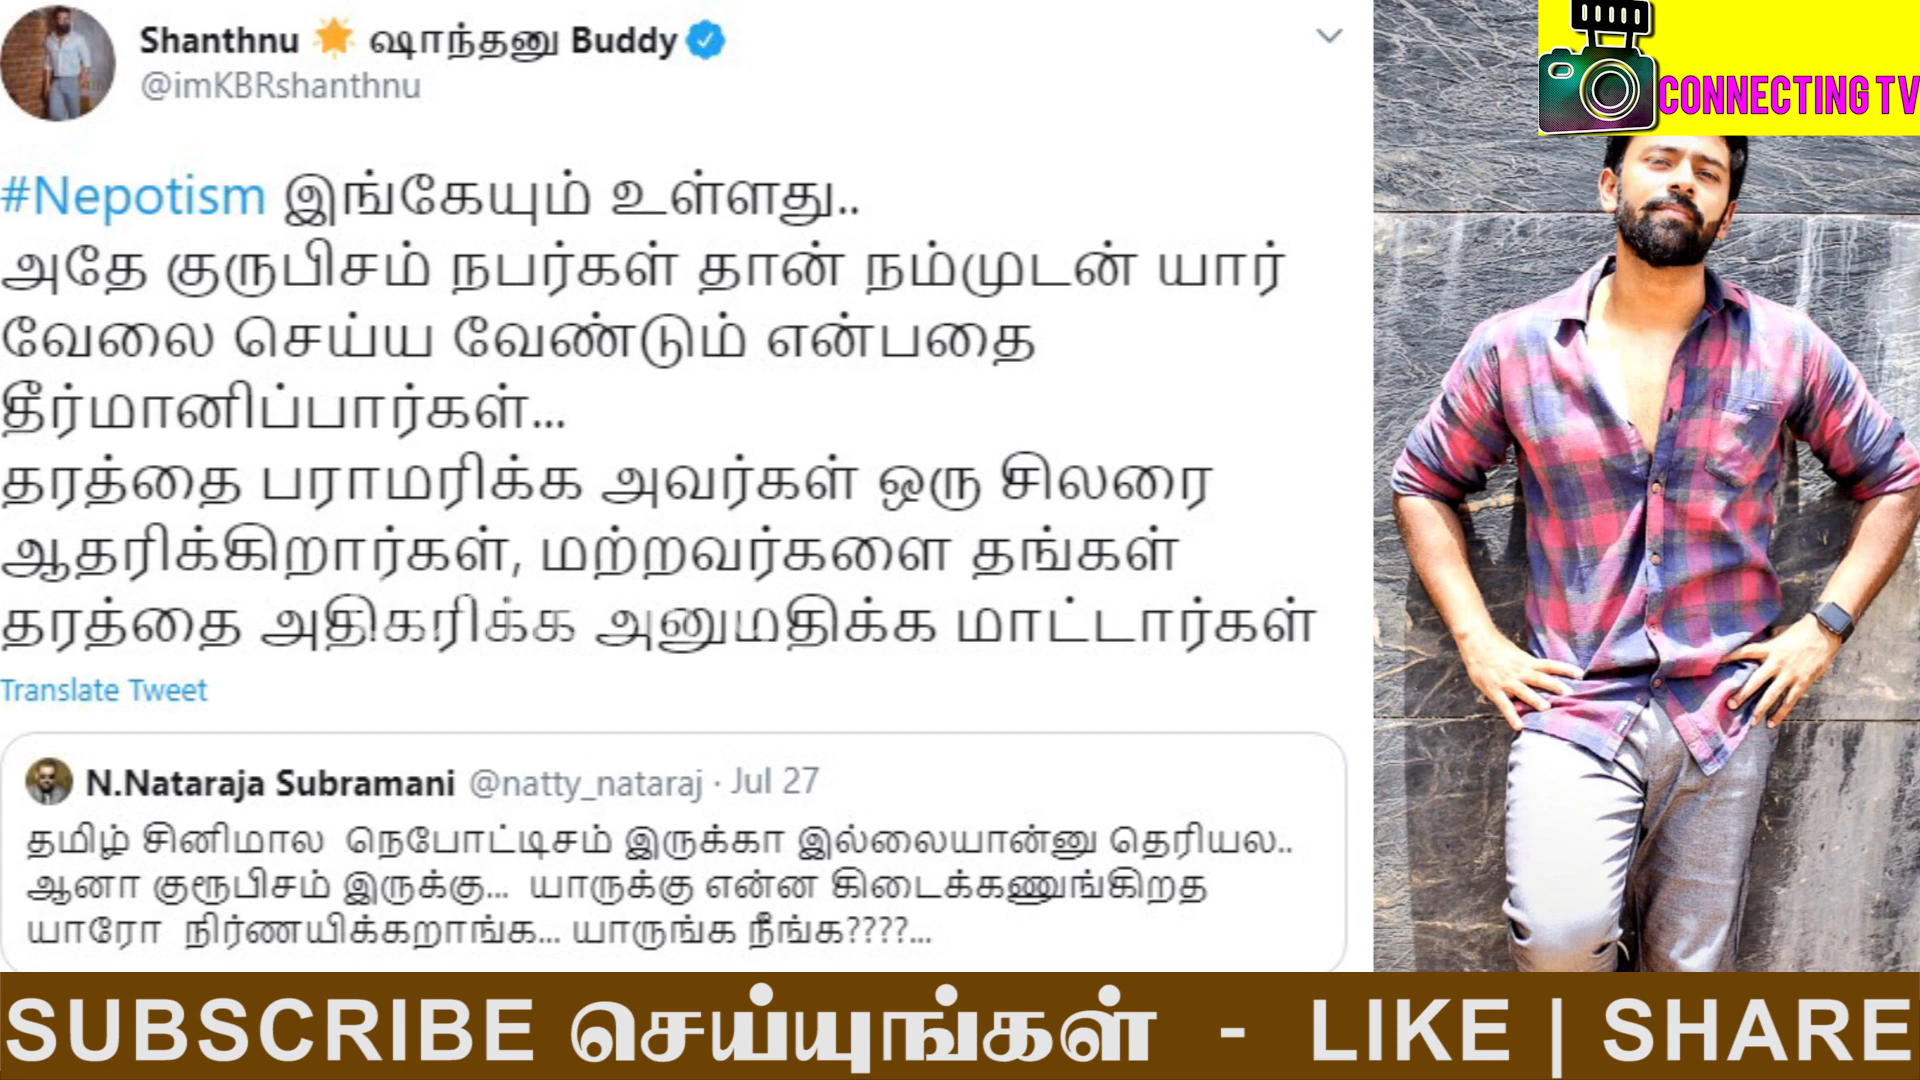 Shanthnu 🌟 ஷாந்தனு Buddy
@imKBRshanthnu
CONNECTING TV
#Nepotism இங்கேயும் உள்ளது..
அதே குருபிசம் நபர்கள் தான் நம்முடன் யார்
வேலை செய்ய வேண்டும் என்பதை
தீர்மானிப்பார்கள்...
தரத்தை பராமரிக்க அவர்கள் ஒரு சிலரை
ஆதரிக்கிறார்கள், மற்றவர்களை தங்கள்
தரத்தை அதிகரிக்க அனுமதிக்க மாட்டார்கள்
Translate Tweet
N.Nataraja Subramani @natty_nataraj · Jul 27
தமிழ் சினிமால நெபோட்டிசம் இருக்கா இல்லையான்னு தெரியல..
ஆனா குரூபிசம் இருக்கு... யாருக்கு என்ன கிடைக்கணுங்கிறத
யாரோ நிர்ணயிக்கறாங்க... யாருங்க நீங்க????...
SUBSCRIBE செய்யுங்கள் - LIKE | SHARE